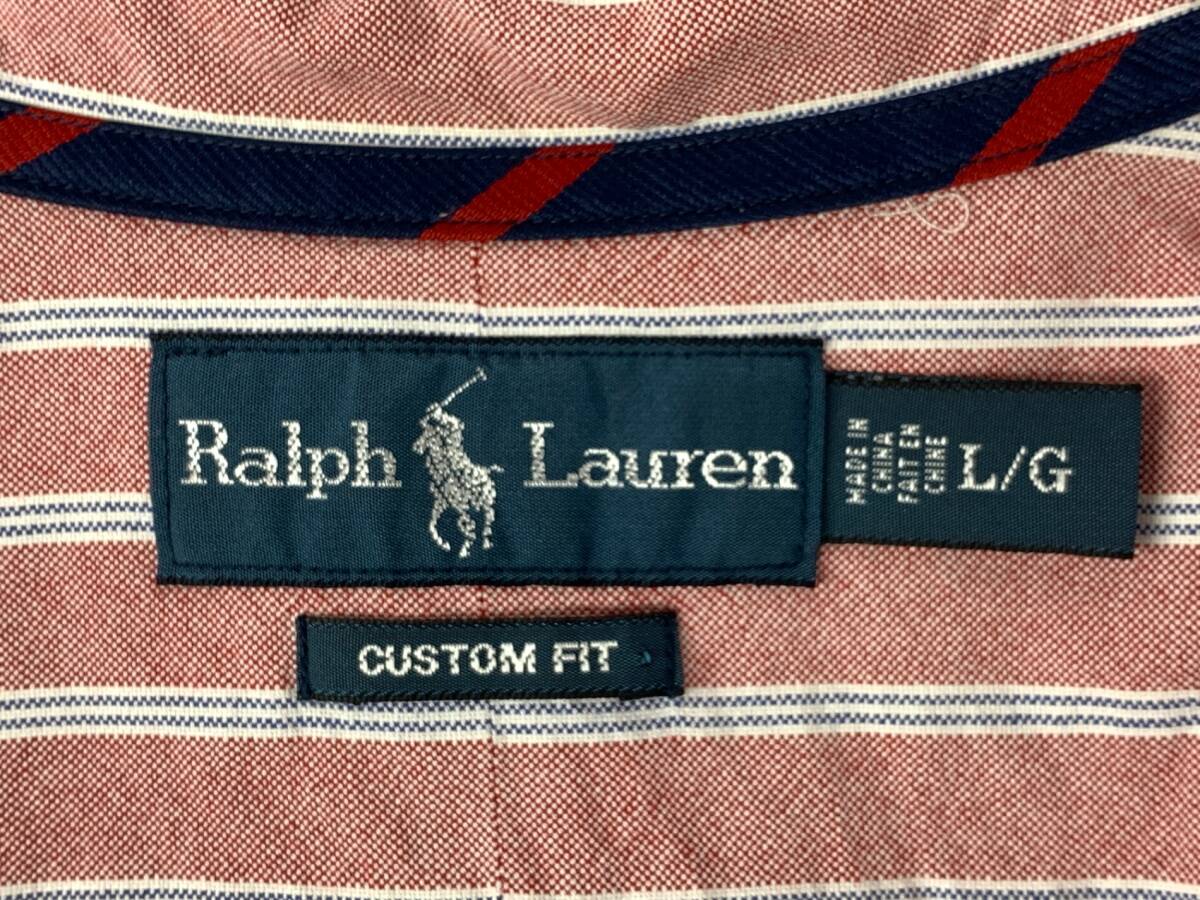 Ralph Lauren
MADE IN
CHINA
FAIT EN
CHINE
L/G
CUSTOM FIT